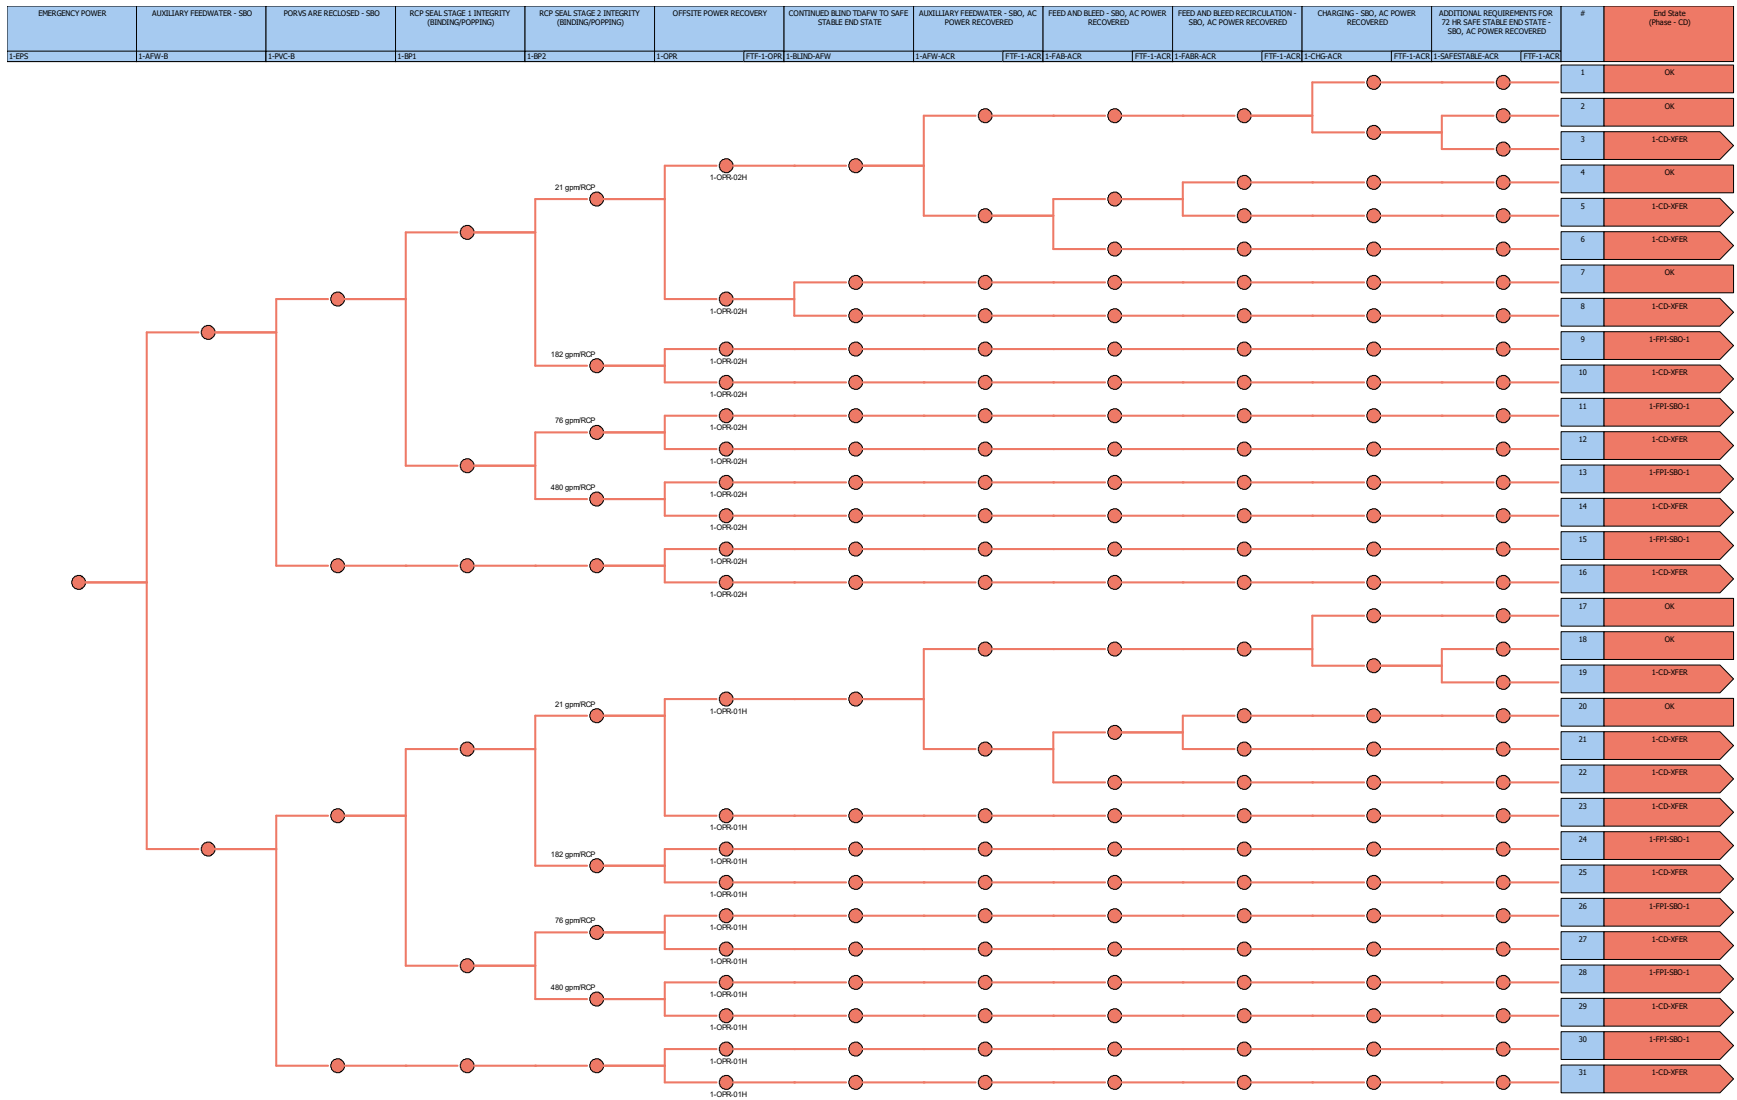 EMERGENCY POWER
AUXILIARY FEEDWATER - SBO
PORVS ARE RECLOSED - SBO
RCP SEAL STAGE 1 INTEGRITY
(BINDING/POPPING)
RCP SEAL STAGE 2 INTEGRITY
(BINDING/POPPING)
OFFSITE POWER RECOVERY
CONTINUED BLIND TDAFW TO SAFE
STABLE END STATE
AUXILLIARY FEEDWATER - SBO, AC
POWER RECOVERED
FEED AND BLEED - SBO, AC POWER
RECOVERED
FEED AND BLEED RECIRCULATION -
SBO, AC POWER RECOVERED
CHARGING - SBO, AC POWER
RECOVERED
ADDITIONAL REQUIREMENTS FOR
72 HR SAFE STABLE END STATE -
SBO, AC POWER RECOVERED
#
End State
(Phase - CD)
1-EPS
1-AFW-B
1-PVC-B
1-BP1
1-BP2
1-OPR
FTF-1-OPR
1-BLIND-AFW
1-AFW-ACR
FTF-1-ACR
1-FAB-ACR
FTF-1-ACR
1-FABR-ACR
FTF-1-ACR
1-CHG-ACR
FTF-1-ACR
1-SAFESTABLE-ACR
FTF-1-ACR
1 OK
2 OK
3 1-CD-XFER
1-OPR-02H
4 OK
21 gpm/RCP
5 1-CD-XFER
6 1-CD-XFER
7 OK
8 1-CD-XFER
1-OPR-02H
9 1-FPI-SBO-1
182 gpm/RCP
1-OPR-02H
10 1-CD-XFER
1-OPR-02H
11 1-FPI-SBO-1
76 gpm/RCP
1-OPR-02H
12 1-CD-XFER
1-OPR-02H
13 1-FPI-SBO-1
480 gpm/RCP
1-OPR-02H
14 1-CD-XFER
1-OPR-02H
15 1-FPI-SBO-1
1-OPR-02H
16 1-CD-XFER
1-OPR-02H
17 OK
18 OK
19 1-CD-XFER
21 gpm/RCP
1-OPR-01H
20 OK
21 1-CD-XFER
22 1-CD-XFER
23 1-CD-XFER
1-OPR-01H
24 1-FPI-SBO-1
182 gpm/RCP
1-OPR-01H
25 1-CD-XFER
1-OPR-01H
26 1-FPI-SBO-1
76 gpm/RCP
1-OPR-01H
27 1-CD-XFER
1-OPR-01H
28 1-FPI-SBO-1
480 gpm/RCP
1-OPR-01H
29 1-CD-XFER
1-OPR-01H
30 1-FPI-SBO-1
1-OPR-01H
31 1-CD-XFER
1-OPR-01H